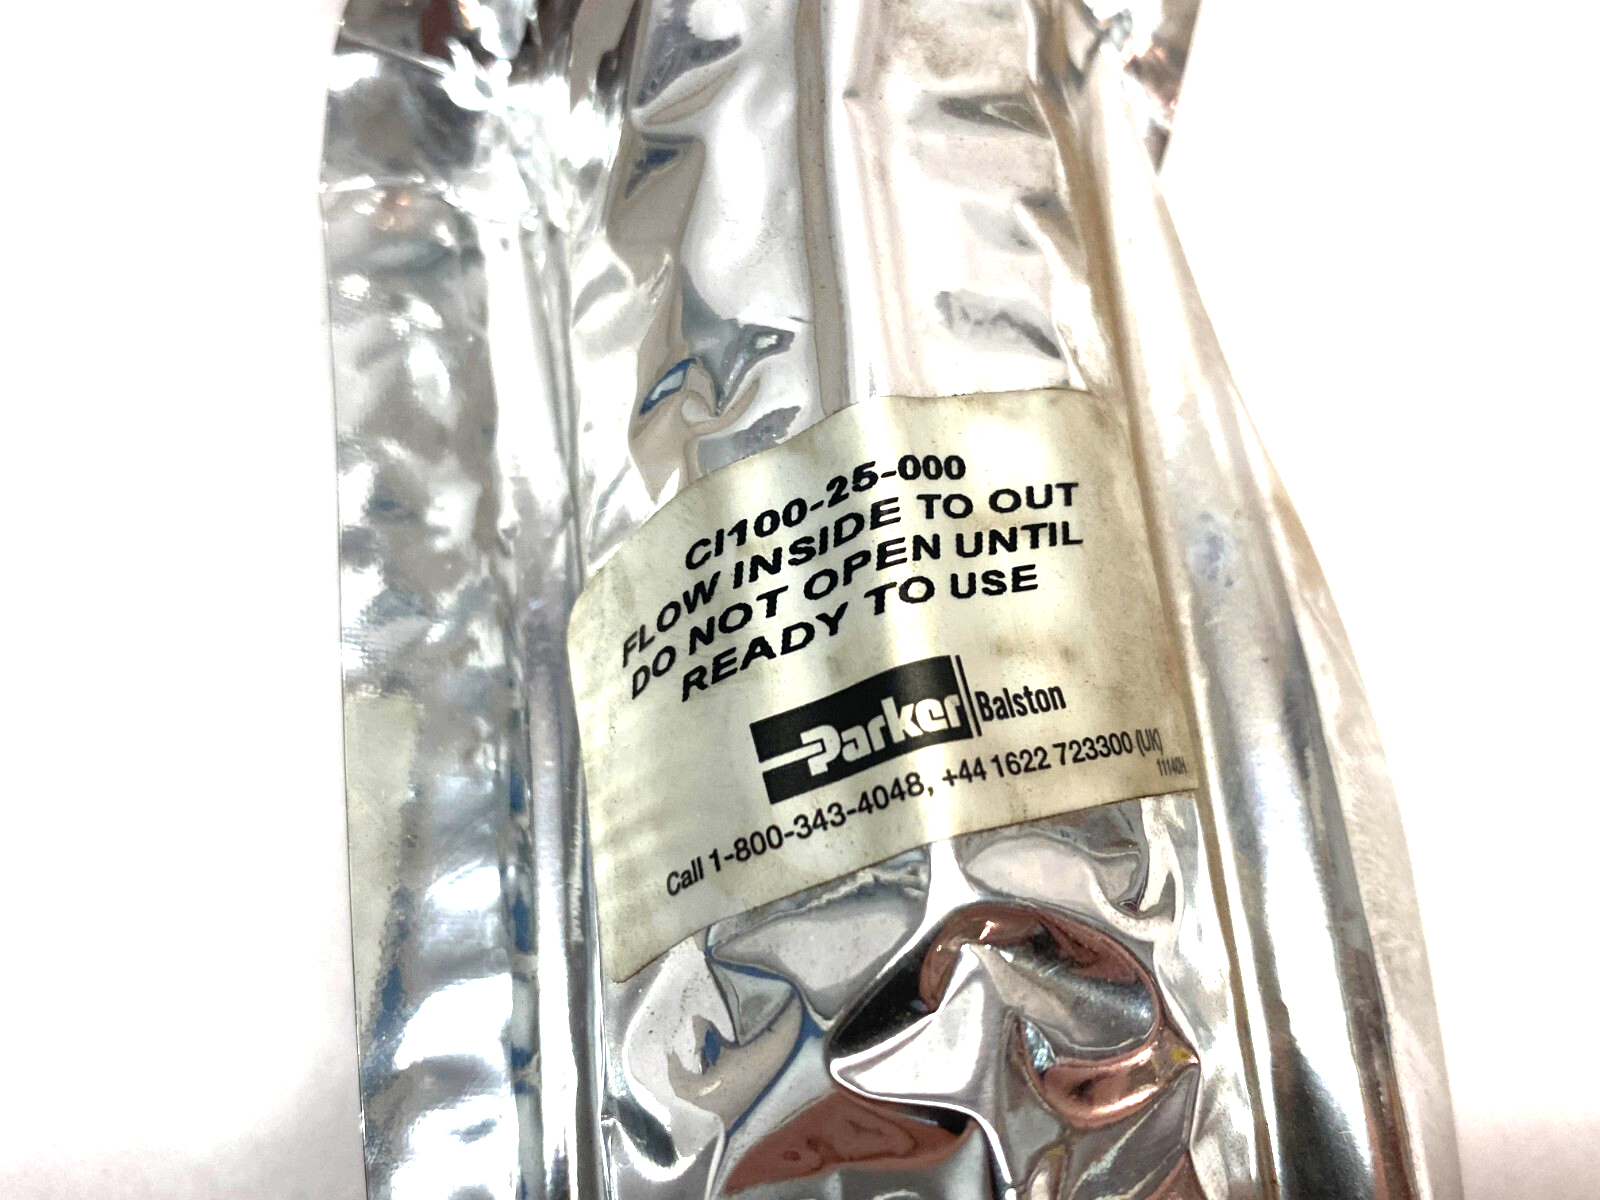 CI100-25-000
FLOW INSIDE TO OUT
DO NOT OPEN UNTIL
READY TO USE
Parker Balston
Call 1-800-343-4048, +44 1622 723300 (UK)
11140H